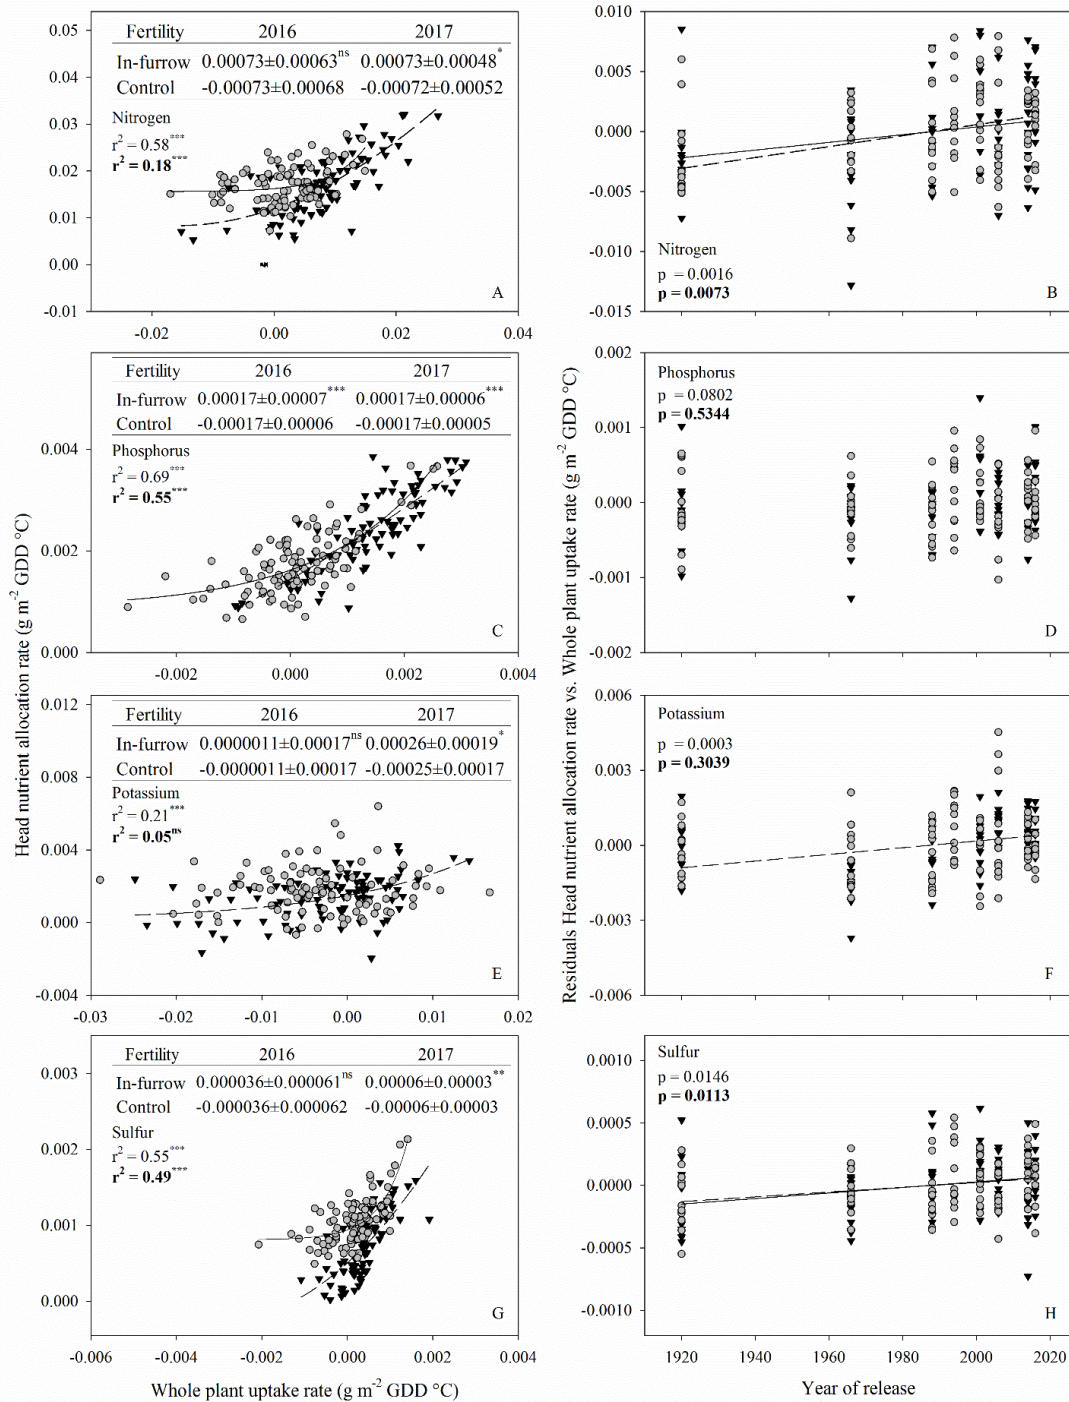 Head nutrient allocation rate (g m-2 GDD °C)
Fertility 2016 2017
In-furrow 0.00073±0.00063ns 0.00073±0.00048*
Control -0.00073±0.00068 -0.00072±0.00052
Nitrogen
r2 = 0.58***
r2 = 0.18***
0.05
0.04
0.03
0.02
0.01
0.00
-0.01
A
-0.02 0.00 0.02 0.04
Fertility 2016 2017
In-furrow 0.00017±0.00007*** 0.00017±0.00006***
Control -0.00017±0.00006 -0.00017±0.00005
Phosphorus
r2 = 0.69***
r2 = 0.55***
0.004
0.002
0.000
C
-0.002 0.000 0.002 0.004
Fertility 2016 2017
In-furrow 0.0000011±0.00017ns 0.00026±0.00019*
Control -0.0000011±0.00017 -0.00025±0.00017
Potassium
r2 = 0.21***
r2 = 0.05ns
0.012
0.008
0.004
0.000
-0.004
E
-0.03 -0.02 -0.01 0.00 0.01 0.02
Fertility 2016 2017
In-furrow 0.000036±0.000061ns 0.00006±0.00003**
Control -0.000036±0.000062 -0.00006±0.00003
Sulfur
r2 = 0.55***
r2 = 0.49***
0.003
0.002
0.001
0.000
G
-0.006 -0.004 -0.002 0.000 0.002 0.004
Whole plant uptake rate (g m-2 GDD °C)
Residuals Head nutrient allocation rate vs. Whole plant uptake rate (g m-2 GDD °C)
0.010
0.005
0.000
-0.005
-0.010
-0.015
Nitrogen
p = 0.0016
p = 0.0073
B
0.002
0.001
0.000
-0.001
-0.002
Phosphorus
p = 0.0802
p = 0.5344
D
0.006
0.003
0.000
-0.003
-0.006
Potassium
p = 0.0003
p = 0.3039
F
0.0010
0.0005
0.0000
-0.0005
-0.0010
Sulfur
p = 0.0146
p = 0.0113
H
1920 1940 1960 1980 2000 2020
Year of release